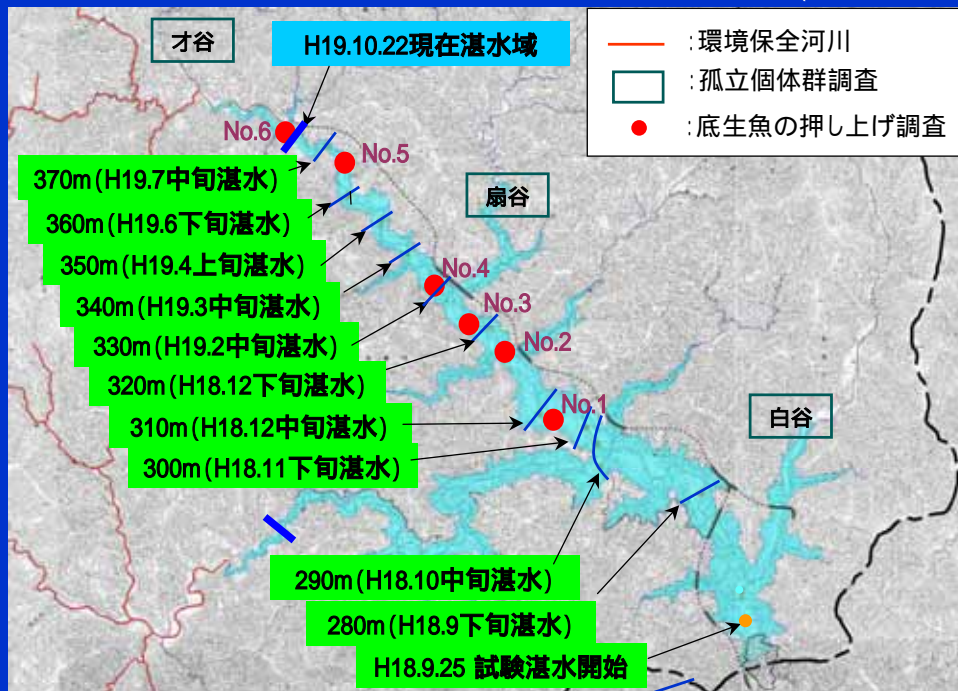 才谷
H19.10.22現在湛水域
:環境保全河川
:孤立個体群調査
:底生魚の押し上げ調査
No.6
No.5
370m(H19.7中旬湛水)
扇谷
360m(H19.6下旬湛水)
350m(H19.4上旬湛水)
No.4
340m(H19.3中旬湛水)
No.3
330m(H19.2中旬湛水)
No.2
320m(H18.12下旬湛水)
No.1
310m(H18.12中旬湛水)
白谷
300m(H18.11下旬湛水)
290m(H18.10中旬湛水)
280m(H18.9下旬湛水)
H18.9.25 試験湛水開始